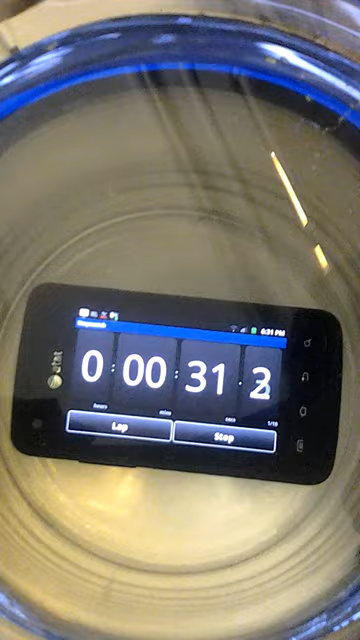 6:31 PM
Stopwatch
at&t
0 : 00 : 31 . 2
hours mins secs 1/10
Lap Stop